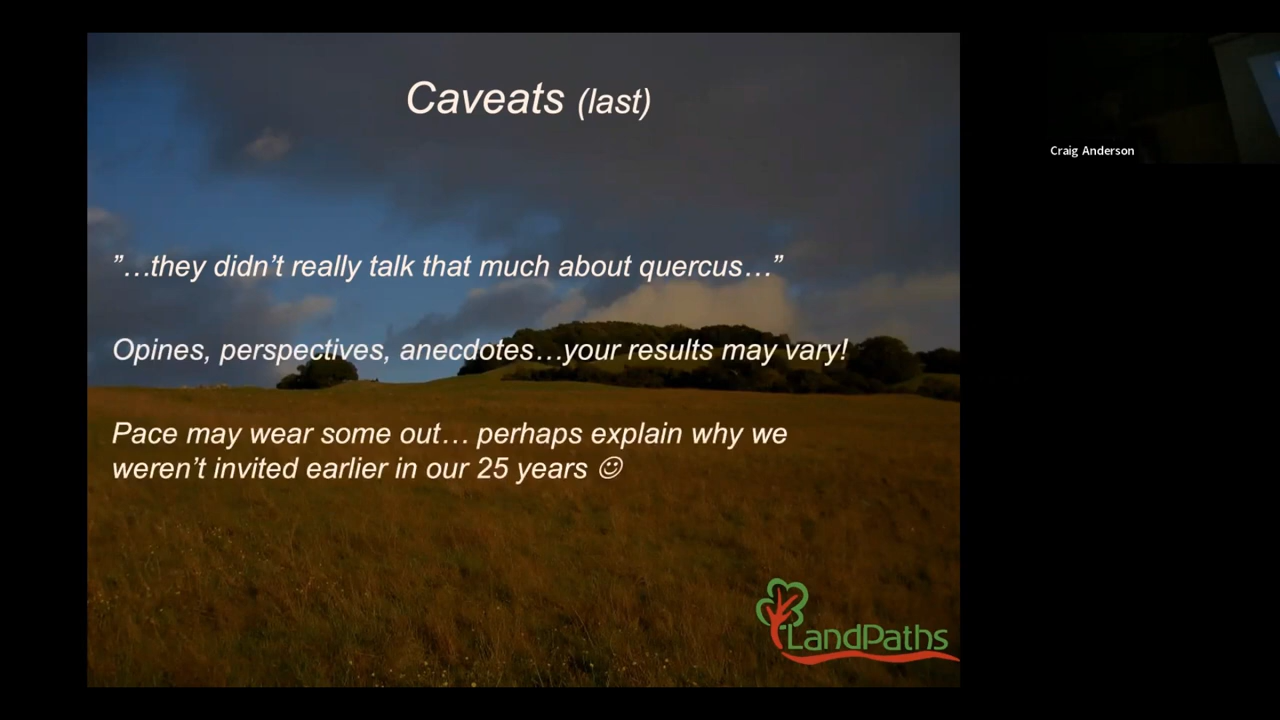 Caveats (last)
”…they didn’t really talk that much about quercus…”
Opines, perspectives, anecdotes…your results may vary!
Pace may wear some out… perhaps explain why we
weren’t invited earlier in our 25 years ☺
LandPaths
Craig Anderson